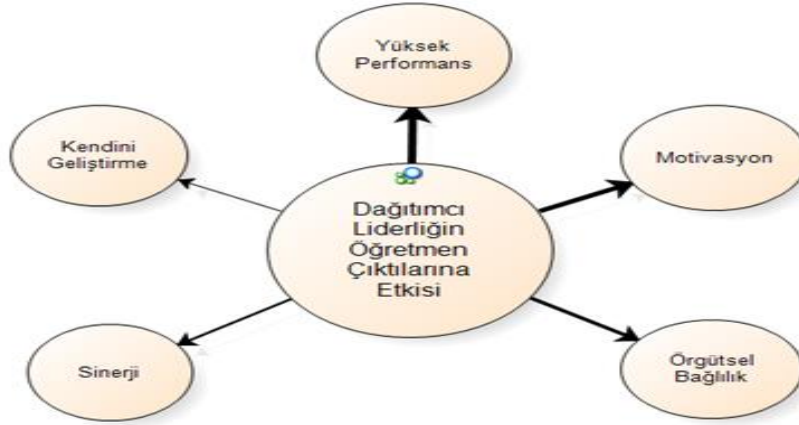 Yüksek
Performans
Kendini
Geliştirme
Motivasyon
Dağıtımcı
Liderliğin
Öğretmen
Çıktılarına
Etkisi
Sinerji
Örgütsel
Bağlılık